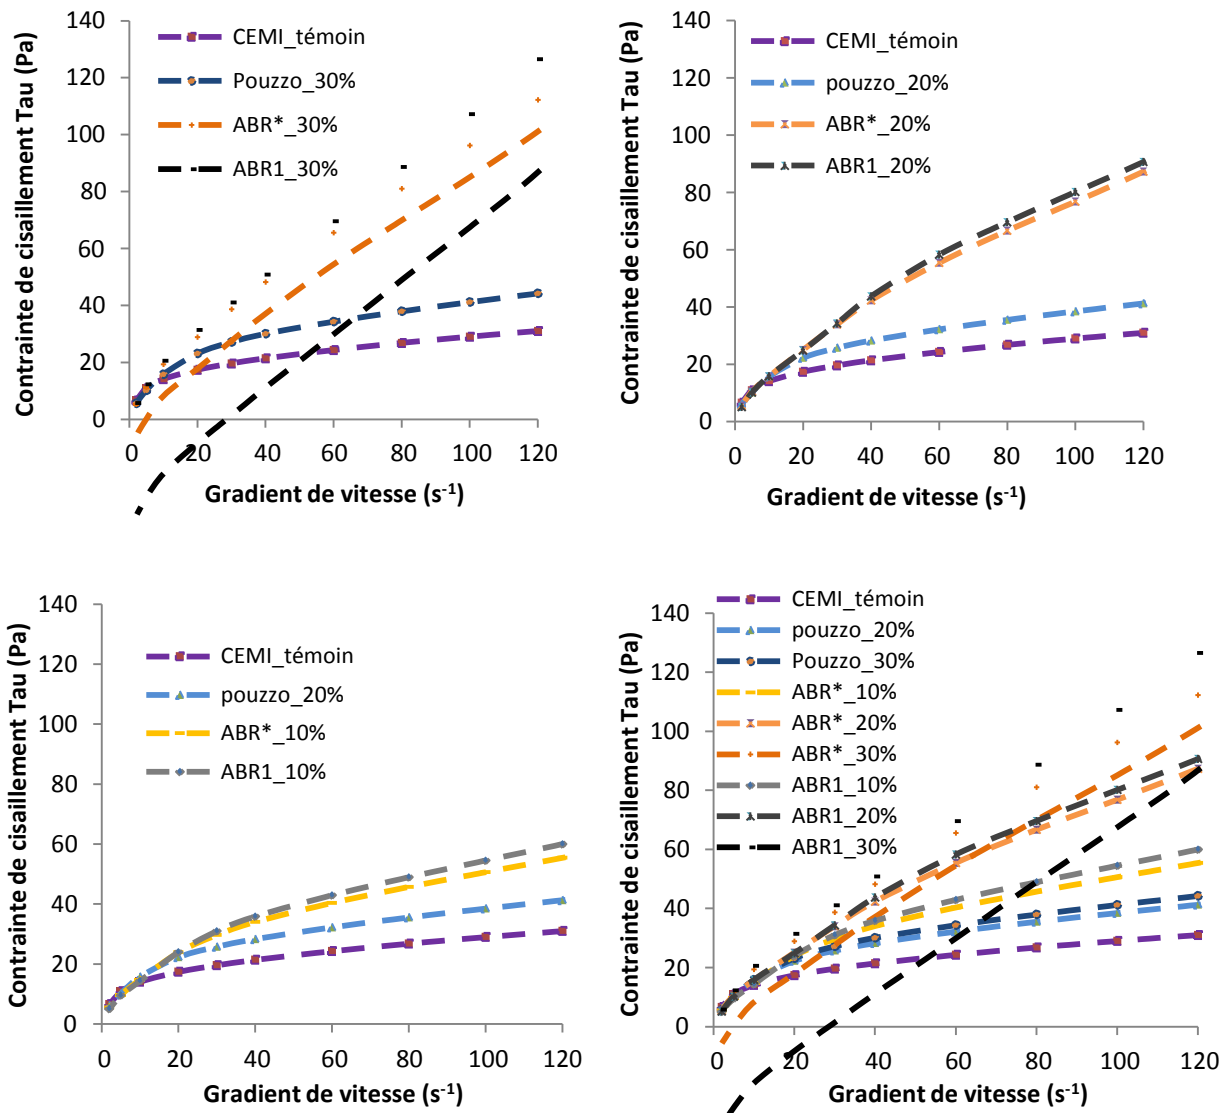 Contrainte de cisaillement Tau (Pa)
140
120
100
80
60
40
20
0
CEMI_témoin
Pouzzo_30%
ABR*_30%
ABR1_30%
0 20 40 60 80 100 120
Gradient de vitesse (s⁻¹)
Contrainte de cisaillement Tau (Pa)
140
120
100
80
60
40
20
0
CEMI_témoin
pouzzo_20%
ABR*_20%
ABR1_20%
0 20 40 60 80 100 120
Gradient de vitesse (s⁻¹)
Contrainte de cisaillement Tau (Pa)
140
120
100
80
60
40
20
0
CEMI_témoin
pouzzo_20%
ABR*_10%
ABR1_10%
0 20 40 60 80 100 120
Gradient de vitesse (s⁻¹)
Contrainte de cisaillement Tau (Pa)
140
120
100
80
60
40
20
0
CEMI_témoin
pouzzo_20%
Pouzzo_30%
ABR*_10%
ABR*_20%
ABR*_30%
ABR1_10%
ABR1_20%
ABR1_30%
0 20 40 60 80 100 120
Gradient de vitesse (s⁻¹)